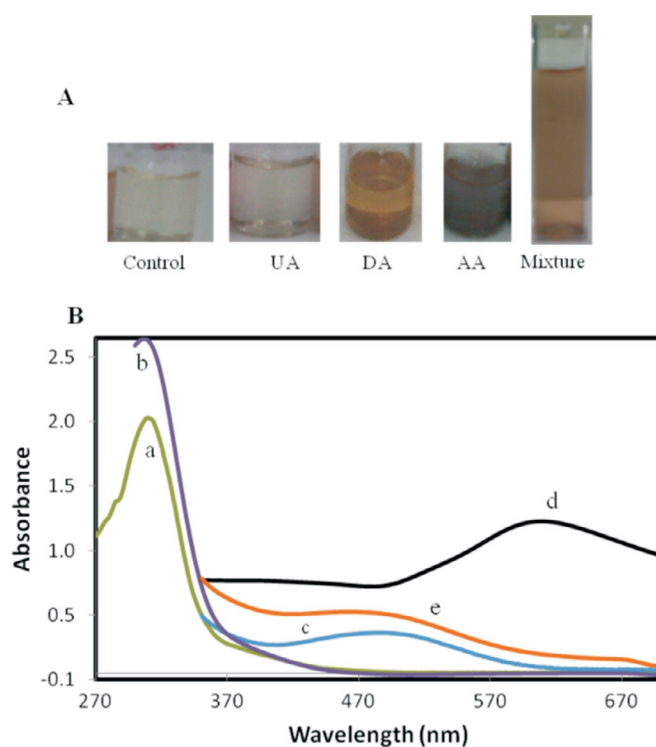 A
Control
UA
DA
AA
Mixture
B
2.5
2.0
1.5
1.0
0.5
-0.1
Absorbance
b
a
d
c
e
270
370
470
570
670
Wavelength (nm)